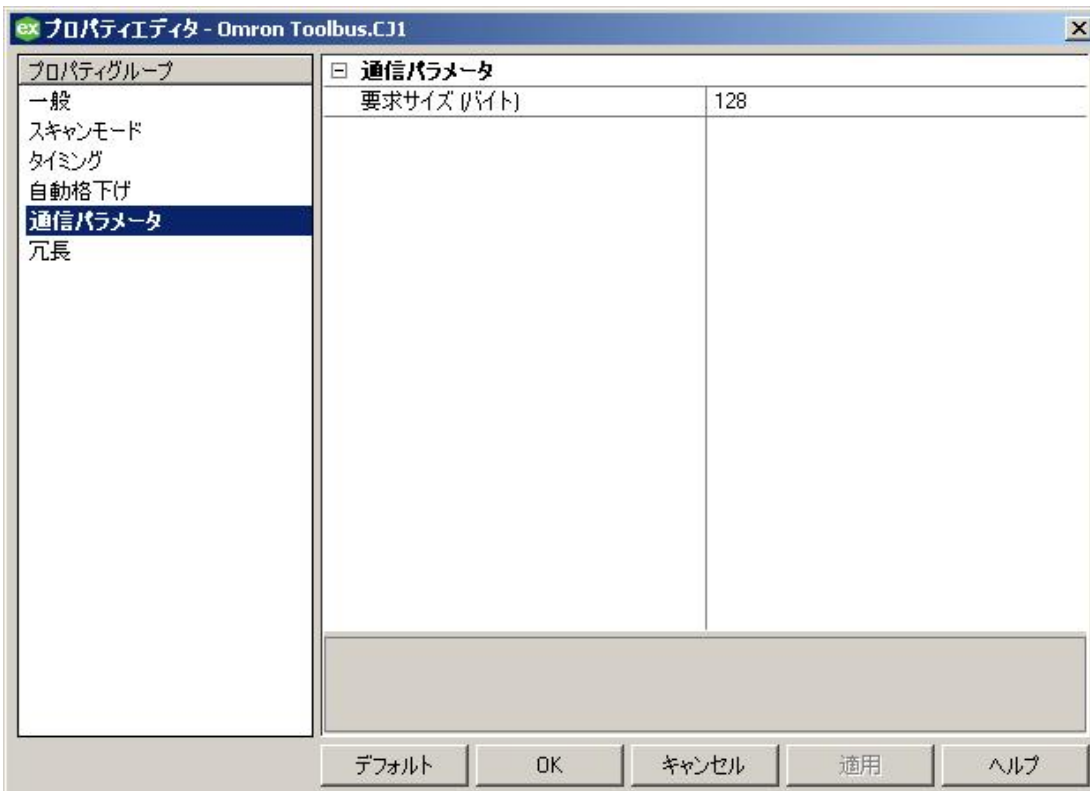 ex プロパティエディタ - Omron Toolbus.CJ1
プロパティグループ
一般
スキャンモード
タイミング
自動格下げ
通信パラメータ
冗長
通信パラメータ
要求サイズ (バイト) 128
デフォルト OK キャンセル 適用 ヘルプ